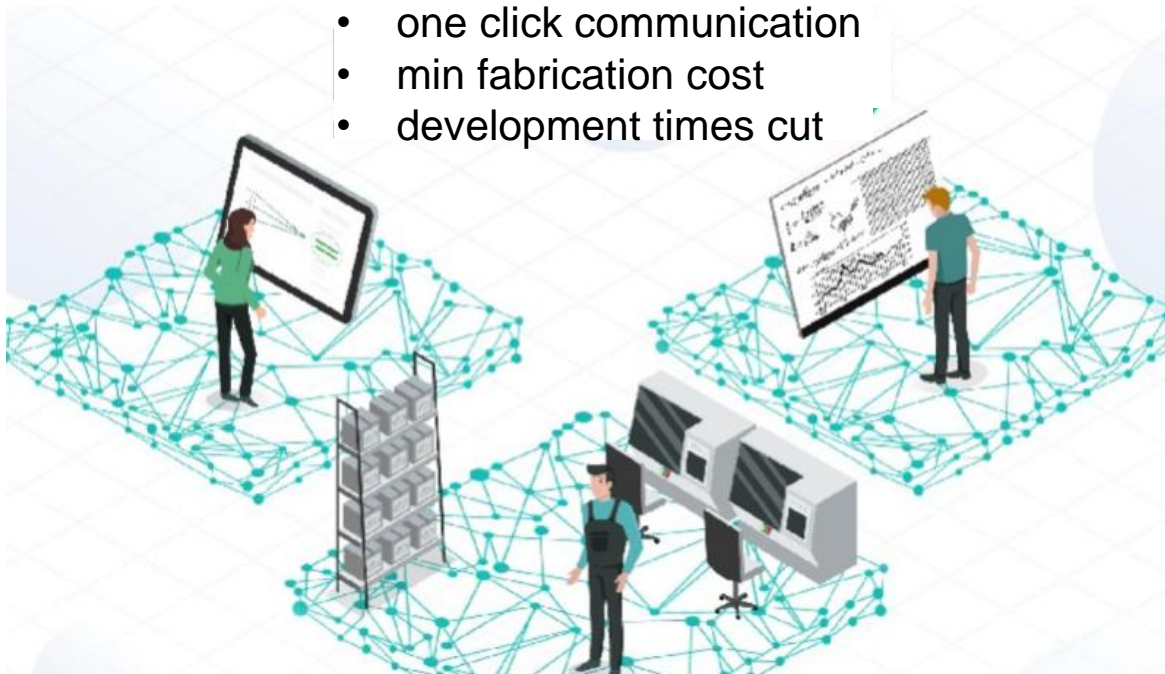 • one click communication
• min fabrication cost
• development times cut